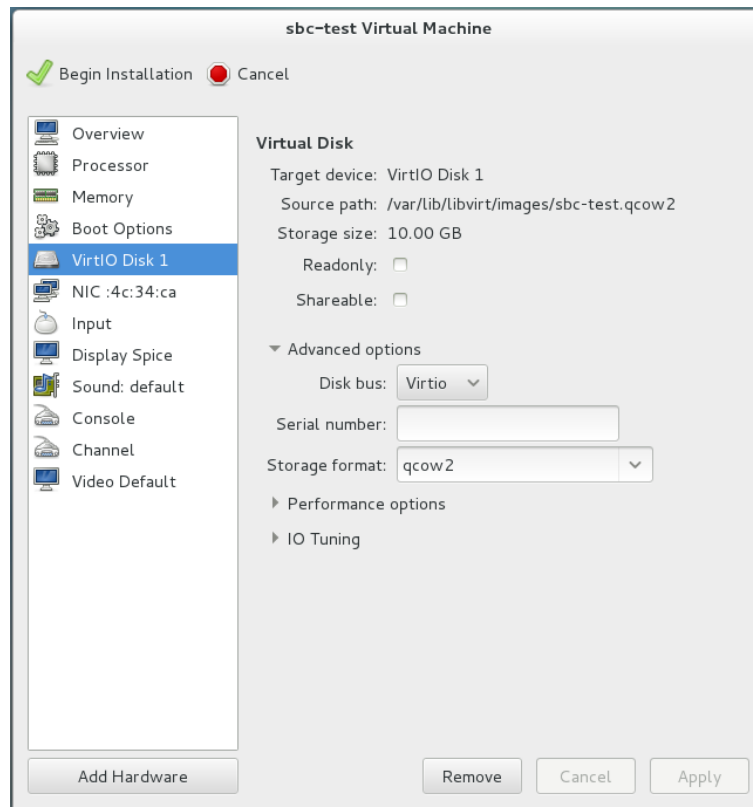 sbc-test Virtual Machine
Begin Installation
Cancel
Overview
Processor
Memory
Boot Options
VirtIO Disk 1
NIC :4c:34:ca
Input
Display Spice
Sound: default
Console
Channel
Video Default
Add Hardware
Virtual Disk
Target device: VirtIO Disk 1
Source path: /var/lib/libvirt/images/sbc-test.qcow2
Storage size: 10.00 GB
Readonly:
Shareable:
Advanced options
Disk bus: Virtio
Serial number:
Storage format: qcow2
Performance options
IO Tuning
Remove
Cancel
Apply